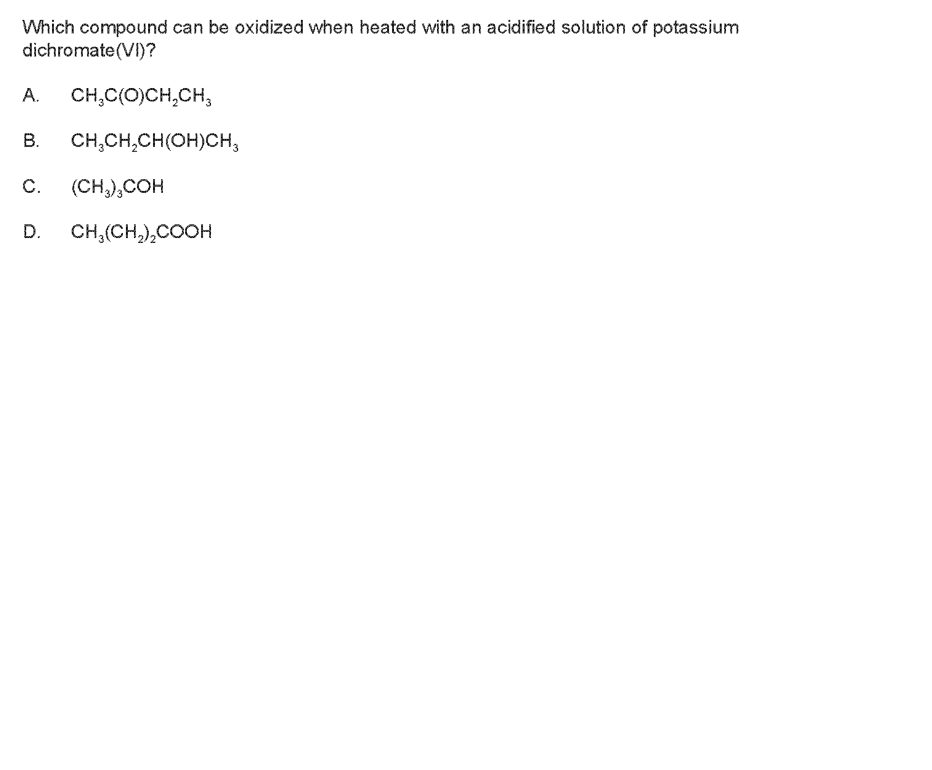 Which compound can be oxidized when heated with an acidified solution of potassium
dichromate(VI)?
A. CH₃C(O)CH₂CH₃
B. CH₃CH₂CH(OH)CH₃
C. (CH₃)₃COH
D. CH₃(CH₂)₂COOH